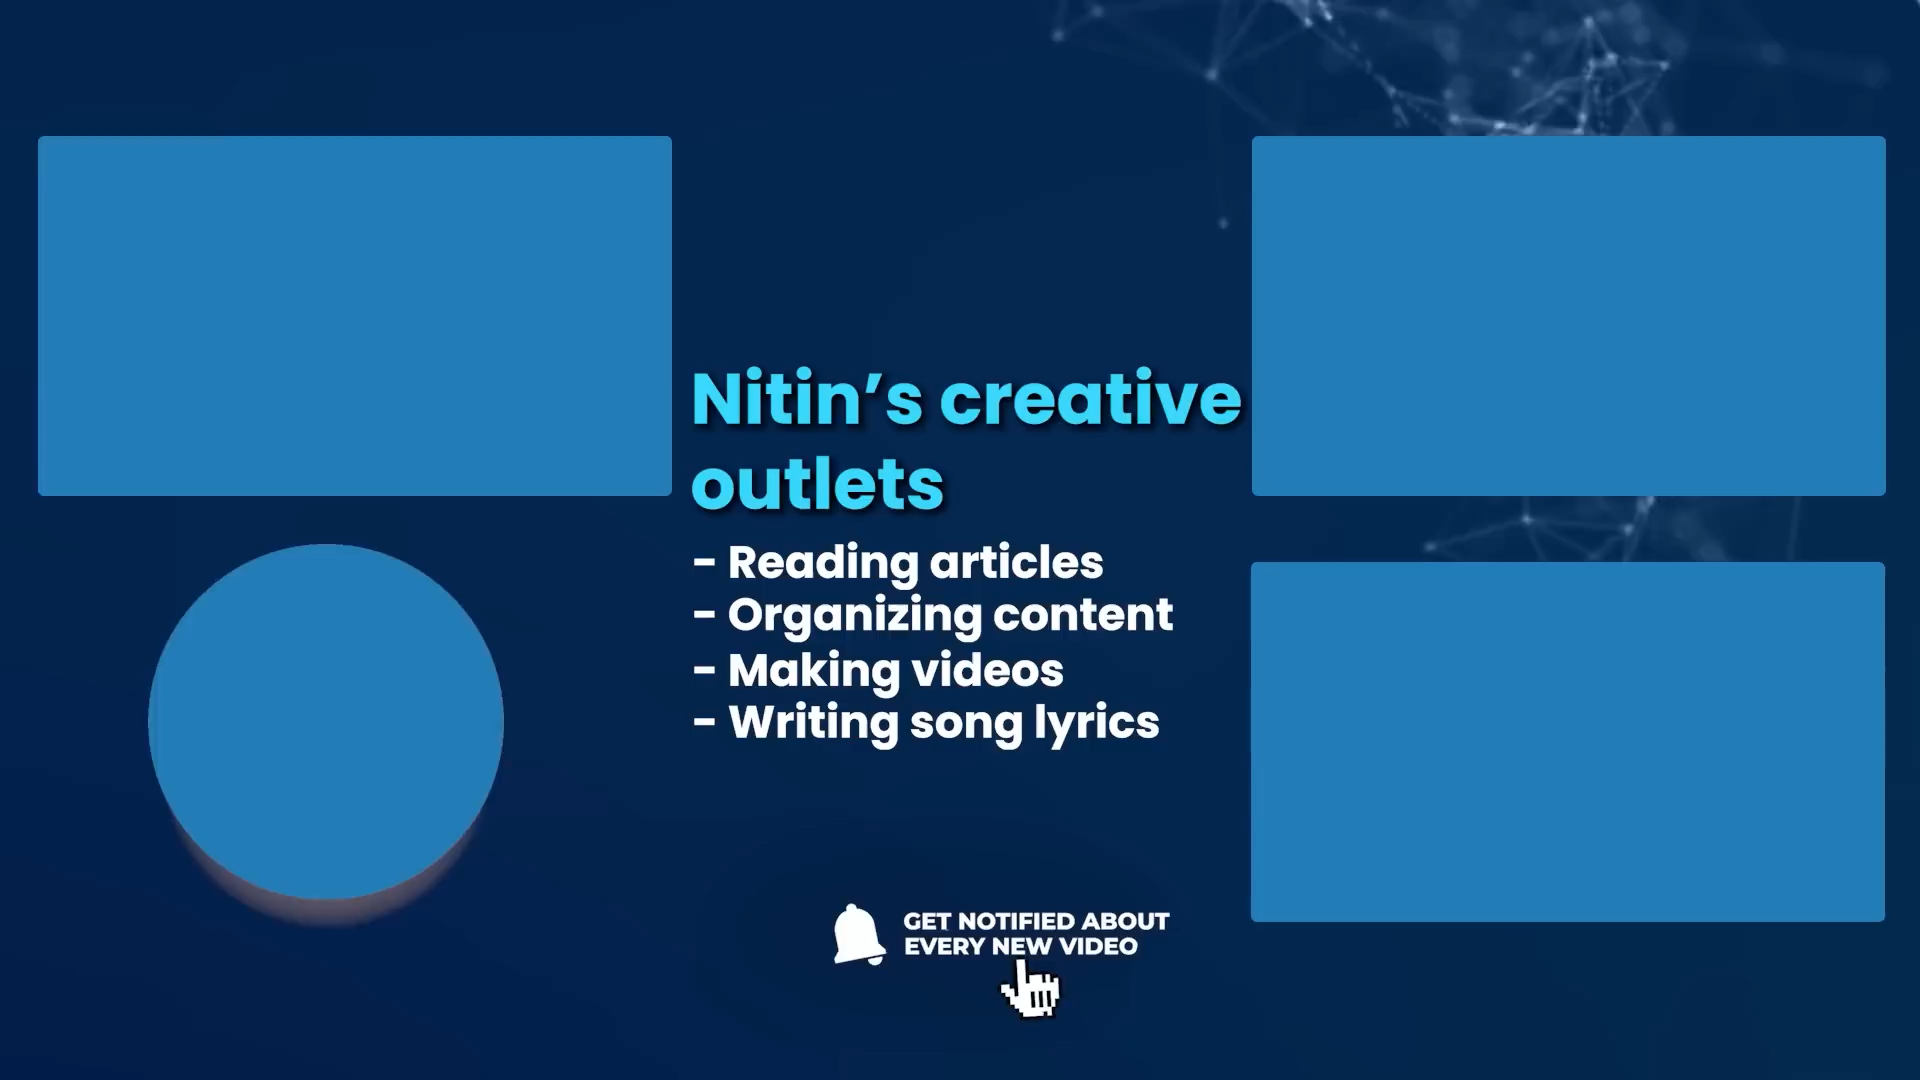 Nitin’s creative
outlets
- Reading articles
- Organizing content
- Making videos
- Writing song lyrics
GET NOTIFIED ABOUT
EVERY NEW VIDEO